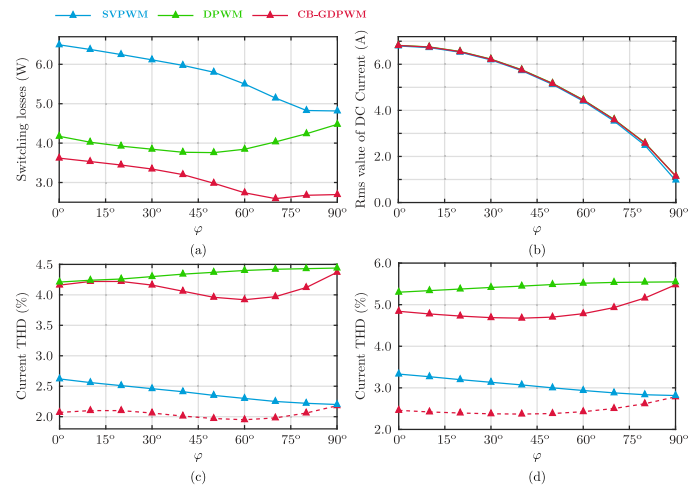 SVPWM DPWM CB-GDPWM
Switching losses (W)
6.0
5.0
4.0
3.0
0° 15° 30° 45° 60° 75° 90°
φ
(a)
Rms value of DC Current (A)
6.0
4.0
2.0
0.0
0° 15° 30° 45° 60° 75° 90°
φ
(b)
Current THD (%)
4.5
4.0
3.5
3.0
2.5
2.0
0° 15° 30° 45° 60° 75° 90°
φ
(c)
Current THD (%)
6.0
5.0
4.0
3.0
2.0
0° 15° 30° 45° 60° 75° 90°
φ
(d)